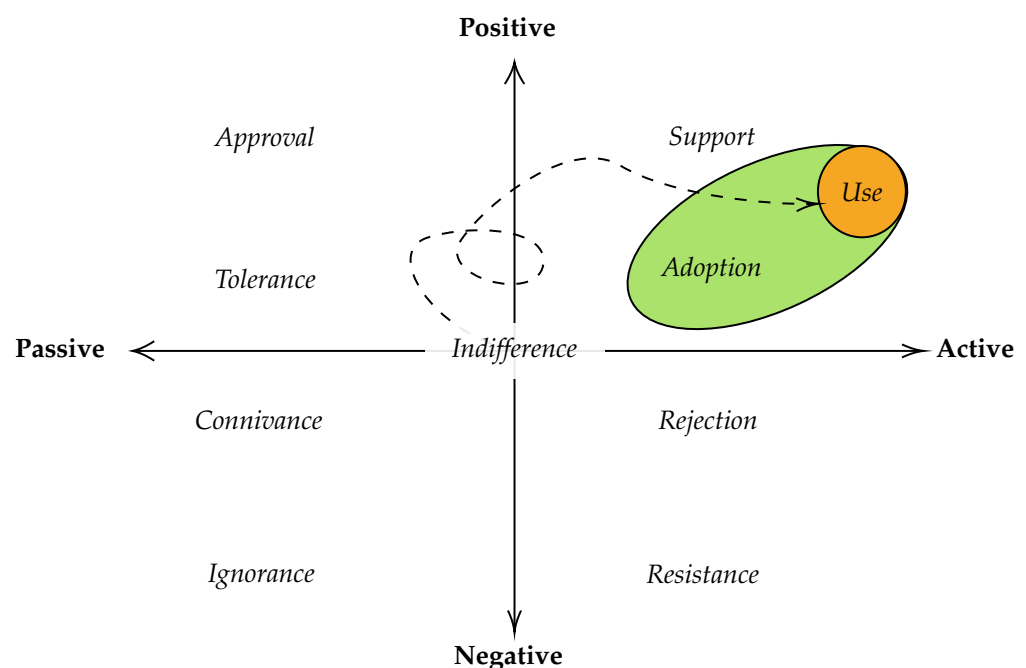 Positive
Approval
Support
Use
Tolerance
Adoption
Passive
Indifference
Active
Connivance
Rejection
Ignorance
Resistance
Negative